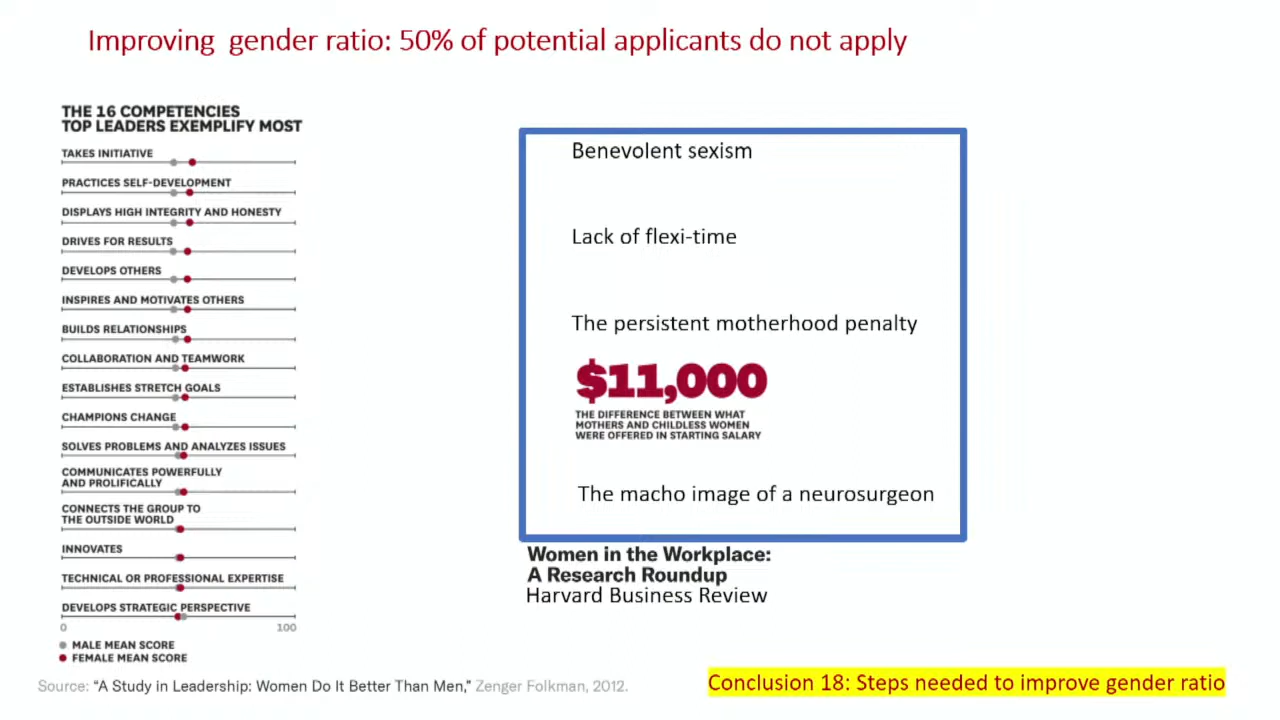 Improving  gender ratio: 50% of potential applicants do not apply
THE 16 COMPETENCIES
TOP LEADERS EXEMPLIFY MOST
TAKES INITIATIVE
PRACTICES SELF-DEVELOPMENT
DISPLAYS HIGH INTEGRITY AND HONESTY
DRIVES FOR RESULTS
DEVELOPS OTHERS
INSPIRES AND MOTIVATES OTHERS
BUILDS RELATIONSHIPS
COLLABORATION AND TEAMWORK
ESTABLISHES STRETCH GOALS
CHAMPIONS CHANGE
SOLVES PROBLEMS AND ANALYZES ISSUES
COMMUNICATES POWERFULLY
AND PROLIFICALLY
CONNECTS THE GROUP TO
THE OUTSIDE WORLD
INNOVATES
TECHNICAL OR PROFESSIONAL EXPERTISE
DEVELOPS STRATEGIC PERSPECTIVE
0 100
MALE MEAN SCORE
FEMALE MEAN SCORE
Source: “A Study in Leadership: Women Do It Better Than Men,” Zenger Folkman, 2012.
Benevolent sexism
Lack of flexi-time
The persistent motherhood penalty
$11,000
THE DIFFERENCE BETWEEN WHAT
MOTHERS AND CHILDLESS WOMEN
WERE OFFERED IN STARTING SALARY
The macho image of a neurosurgeon
Women in the Workplace:
A Research Roundup
Harvard Business Review
Conclusion 18: Steps needed to improve gender ratio